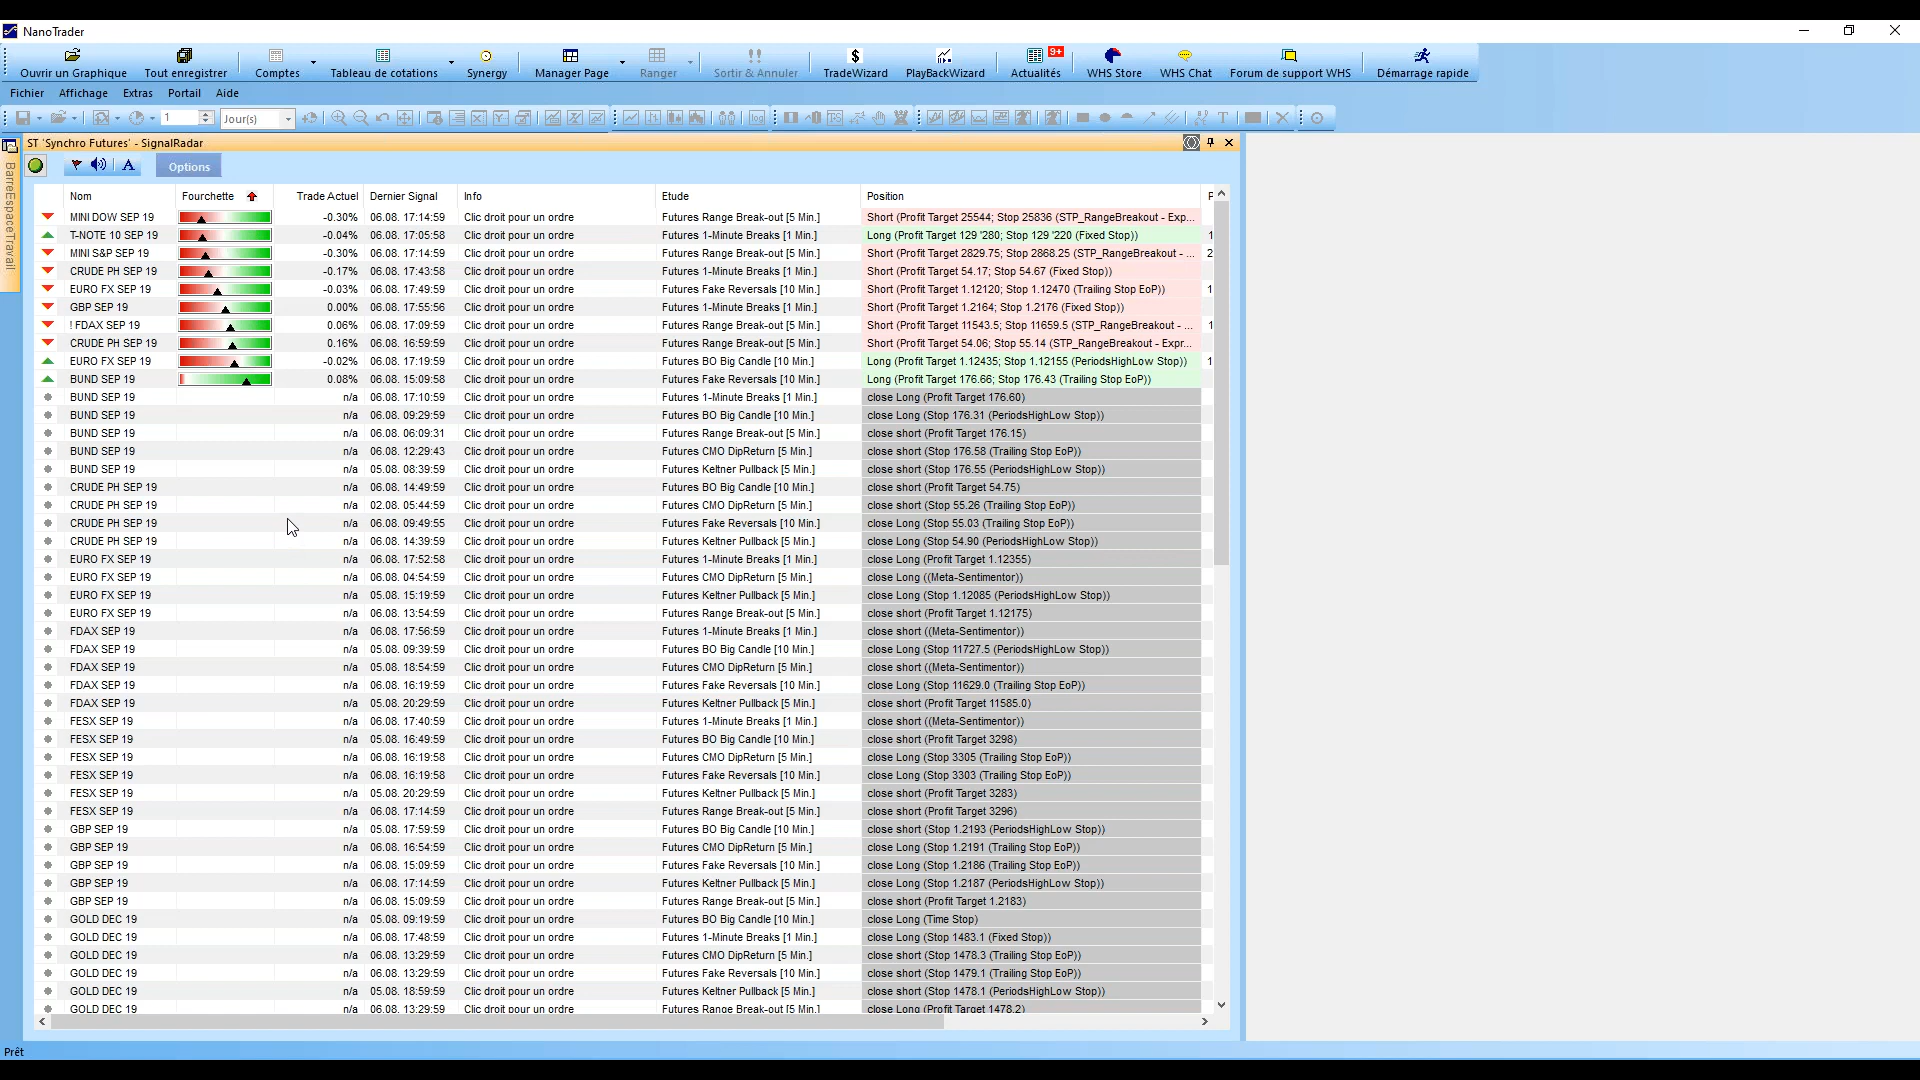 NanoTrader
Ouvrir un Graphique Tout enregistrer Comptes Tableau de cotations Synergy Manager Page Ranger Sortir & Annuler $ TradeWizard PlayBackWizard 9+ Actualités WHS Store WHS Chat Forum de support WHS Démarrage rapide
Fichier Affichage Extras Portail Aide
1 Jour(s)
ST 'Synchro Futures' - SignalRadar
BarreEspaceTravail
A Options
Nom Fourchette Trade Actuel Dernier Signal Info Etude Position P
MINI DOW SEP 19 -0.30% 06.08. 17:14:59 Clic droit pour un ordre Futures Range Break-out [5 Min.] Short (Profit Target 25544; Stop 25836 (STP_RangeBreakout - Exp...
T-NOTE 10 SEP 19 -0.04% 06.08. 17:05:58 Clic droit pour un ordre Futures 1-Minute Breaks [1 Min.] Long (Profit Target 129 '280; Stop 129 '220 (Fixed Stop)) 1
MINI S&P SEP 19 -0.30% 06.08. 17:14:59 Clic droit pour un ordre Futures Range Break-out [5 Min.] Short (Profit Target 2829.75; Stop 2868.25 (STP_RangeBreakout - ... 2
CRUDE PH SEP 19 -0.17% 06.08. 17:43:58 Clic droit pour un ordre Futures 1-Minute Breaks [1 Min.] Short (Profit Target 54.17; Stop 54.67 (Fixed Stop))
EURO FX SEP 19 -0.03% 06.08. 17:49:59 Clic droit pour un ordre Futures Fake Reversals [10 Min.] Short (Profit Target 1.12120; Stop 1.12470 (Trailing Stop EoP)) 1
GBP SEP 19 0.00% 06.08. 17:55:56 Clic droit pour un ordre Futures 1-Minute Breaks [1 Min.] Short (Profit Target 1.2164; Stop 1.2176 (Fixed Stop))
! FDAX SEP 19 0.06% 06.08. 17:09:59 Clic droit pour un ordre Futures Range Break-out [5 Min.] Short (Profit Target 11543.5; Stop 11659.5 (STP_RangeBreakout - ... 1
CRUDE PH SEP 19 0.16% 06.08. 16:59:59 Clic droit pour un ordre Futures Range Break-out [5 Min.] Short (Profit Target 54.06; Stop 55.14 (STP_RangeBreakout - Expr...
EURO FX SEP 19 -0.02% 06.08. 17:19:59 Clic droit pour un ordre Futures BO Big Candle [10 Min.] Long (Profit Target 1.12435; Stop 1.12155 (PeriodsHighLow Stop)) 1
BUND SEP 19 0.08% 06.08. 15:09:58 Clic droit pour un ordre Futures Fake Reversals [10 Min.] Long (Profit Target 176.66; Stop 176.43 (Trailing Stop EoP))
BUND SEP 19 n/a 06.08. 17:10:59 Clic droit pour un ordre Futures 1-Minute Breaks [1 Min.] close Long (Profit Target 176.60)
BUND SEP 19 n/a 06.08. 09:29:59 Clic droit pour un ordre Futures BO Big Candle [10 Min.] close Long (Stop 176.31 (PeriodsHighLow Stop))
BUND SEP 19 n/a 06.08. 06:09:31 Clic droit pour un ordre Futures Range Break-out [5 Min.] close short (Profit Target 176.15)
BUND SEP 19 n/a 06.08. 12:29:43 Clic droit pour un ordre Futures CMO DipReturn [5 Min.] close short (Stop 176.58 (Trailing Stop EoP))
BUND SEP 19 n/a 05.08. 08:39:59 Clic droit pour un ordre Futures Keltner Pullback [5 Min.] close short (Stop 176.55 (PeriodsHighLow Stop))
CRUDE PH SEP 19 n/a 06.08. 14:49:59 Clic droit pour un ordre Futures BO Big Candle [10 Min.] close short (Profit Target 54.75)
CRUDE PH SEP 19 n/a 02.08. 05:44:59 Clic droit pour un ordre Futures CMO DipReturn [5 Min.] close short (Stop 55.26 (Trailing Stop EoP))
CRUDE PH SEP 19 n/a 06.08. 09:49:55 Clic droit pour un ordre Futures Fake Reversals [10 Min.] close Long (Stop 55.03 (Trailing Stop EoP))
CRUDE PH SEP 19 n/a 06.08. 14:39:59 Clic droit pour un ordre Futures Keltner Pullback [5 Min.] close Long (Stop 54.90 (PeriodsHighLow Stop))
EURO FX SEP 19 n/a 06.08. 17:52:58 Clic droit pour un ordre Futures 1-Minute Breaks [1 Min.] close Long (Profit Target 1.12355)
EURO FX SEP 19 n/a 06.08. 04:54:59 Clic droit pour un ordre Futures CMO DipReturn [5 Min.] close Long ((Meta-Sentimentor))
EURO FX SEP 19 n/a 05.08. 15:19:59 Clic droit pour un ordre Futures Keltner Pullback [5 Min.] close Long (Stop 1.12085 (PeriodsHighLow Stop))
EURO FX SEP 19 n/a 06.08. 13:54:59 Clic droit pour un ordre Futures Range Break-out [5 Min.] close short (Profit Target 1.12175)
FDAX SEP 19 n/a 06.08. 17:56:59 Clic droit pour un ordre Futures 1-Minute Breaks [1 Min.] close short ((Meta-Sentimentor))
FDAX SEP 19 n/a 05.08. 09:39:59 Clic droit pour un ordre Futures BO Big Candle [10 Min.] close Long (Stop 11727.5 (PeriodsHighLow Stop))
FDAX SEP 19 n/a 05.08. 18:54:59 Clic droit pour un ordre Futures CMO DipReturn [5 Min.] close short ((Meta-Sentimentor))
FDAX SEP 19 n/a 06.08. 16:19:59 Clic droit pour un ordre Futures Fake Reversals [10 Min.] close Long (Stop 11629.0 (Trailing Stop EoP))
FDAX SEP 19 n/a 05.08. 20:29:59 Clic droit pour un ordre Futures Keltner Pullback [5 Min.] close short (Profit Target 11585.0)
FESX SEP 19 n/a 06.08. 17:40:59 Clic droit pour un ordre Futures 1-Minute Breaks [1 Min.] close short ((Meta-Sentimentor))
FESX SEP 19 n/a 05.08. 16:49:59 Clic droit pour un ordre Futures BO Big Candle [10 Min.] close short (Profit Target 3298)
FESX SEP 19 n/a 06.08. 16:19:58 Clic droit pour un ordre Futures CMO DipReturn [5 Min.] close Long (Stop 3305 (Trailing Stop EoP))
FESX SEP 19 n/a 06.08. 16:19:58 Clic droit pour un ordre Futures Fake Reversals [10 Min.] close Long (Stop 3303 (Trailing Stop EoP))
FESX SEP 19 n/a 05.08. 20:29:59 Clic droit pour un ordre Futures Keltner Pullback [5 Min.] close short (Profit Target 3283)
FESX SEP 19 n/a 06.08. 17:14:59 Clic droit pour un ordre Futures Range Break-out [5 Min.] close short (Profit Target 3296)
GBP SEP 19 n/a 05.08. 17:59:59 Clic droit pour un ordre Futures BO Big Candle [10 Min.] close short (Stop 1.2193 (PeriodsHighLow Stop))
GBP SEP 19 n/a 06.08. 16:54:59 Clic droit pour un ordre Futures CMO DipReturn [5 Min.] close Long (Stop 1.2191 (Trailing Stop EoP))
GBP SEP 19 n/a 06.08. 15:09:59 Clic droit pour un ordre Futures Fake Reversals [10 Min.] close Long (Stop 1.2186 (Trailing Stop EoP))
GBP SEP 19 n/a 06.08. 17:14:59 Clic droit pour un ordre Futures Keltner Pullback [5 Min.] close Long (Stop 1.2187 (PeriodsHighLow Stop))
GBP SEP 19 n/a 06.08. 15:09:59 Clic droit pour un ordre Futures Range Break-out [5 Min.] close short (Profit Target 1.2183)
GOLD DEC 19 n/a 05.08. 09:19:59 Clic droit pour un ordre Futures BO Big Candle [10 Min.] close Long (Time Stop)
GOLD DEC 19 n/a 06.08. 17:48:59 Clic droit pour un ordre Futures 1-Minute Breaks [1 Min.] close Long (Stop 1483.1 (Fixed Stop))
GOLD DEC 19 n/a 06.08. 13:29:59 Clic droit pour un ordre Futures CMO DipReturn [5 Min.] close short (Stop 1478.3 (Trailing Stop EoP))
GOLD DEC 19 n/a 06.08. 13:29:59 Clic droit pour un ordre Futures Fake Reversals [10 Min.] close short (Stop 1479.1 (Trailing Stop EoP))
GOLD DEC 19 n/a 05.08. 18:59:59 Clic droit pour un ordre Futures Keltner Pullback [5 Min.] close short (Stop 1478.1 (PeriodsHighLow Stop))
GOLD DEC 19 n/a 06.08. 13:29:59 Clic droit pour un ordre Futures Range Break-out [5 Min.] close Long (Profit Target 1478.2)
Prêt